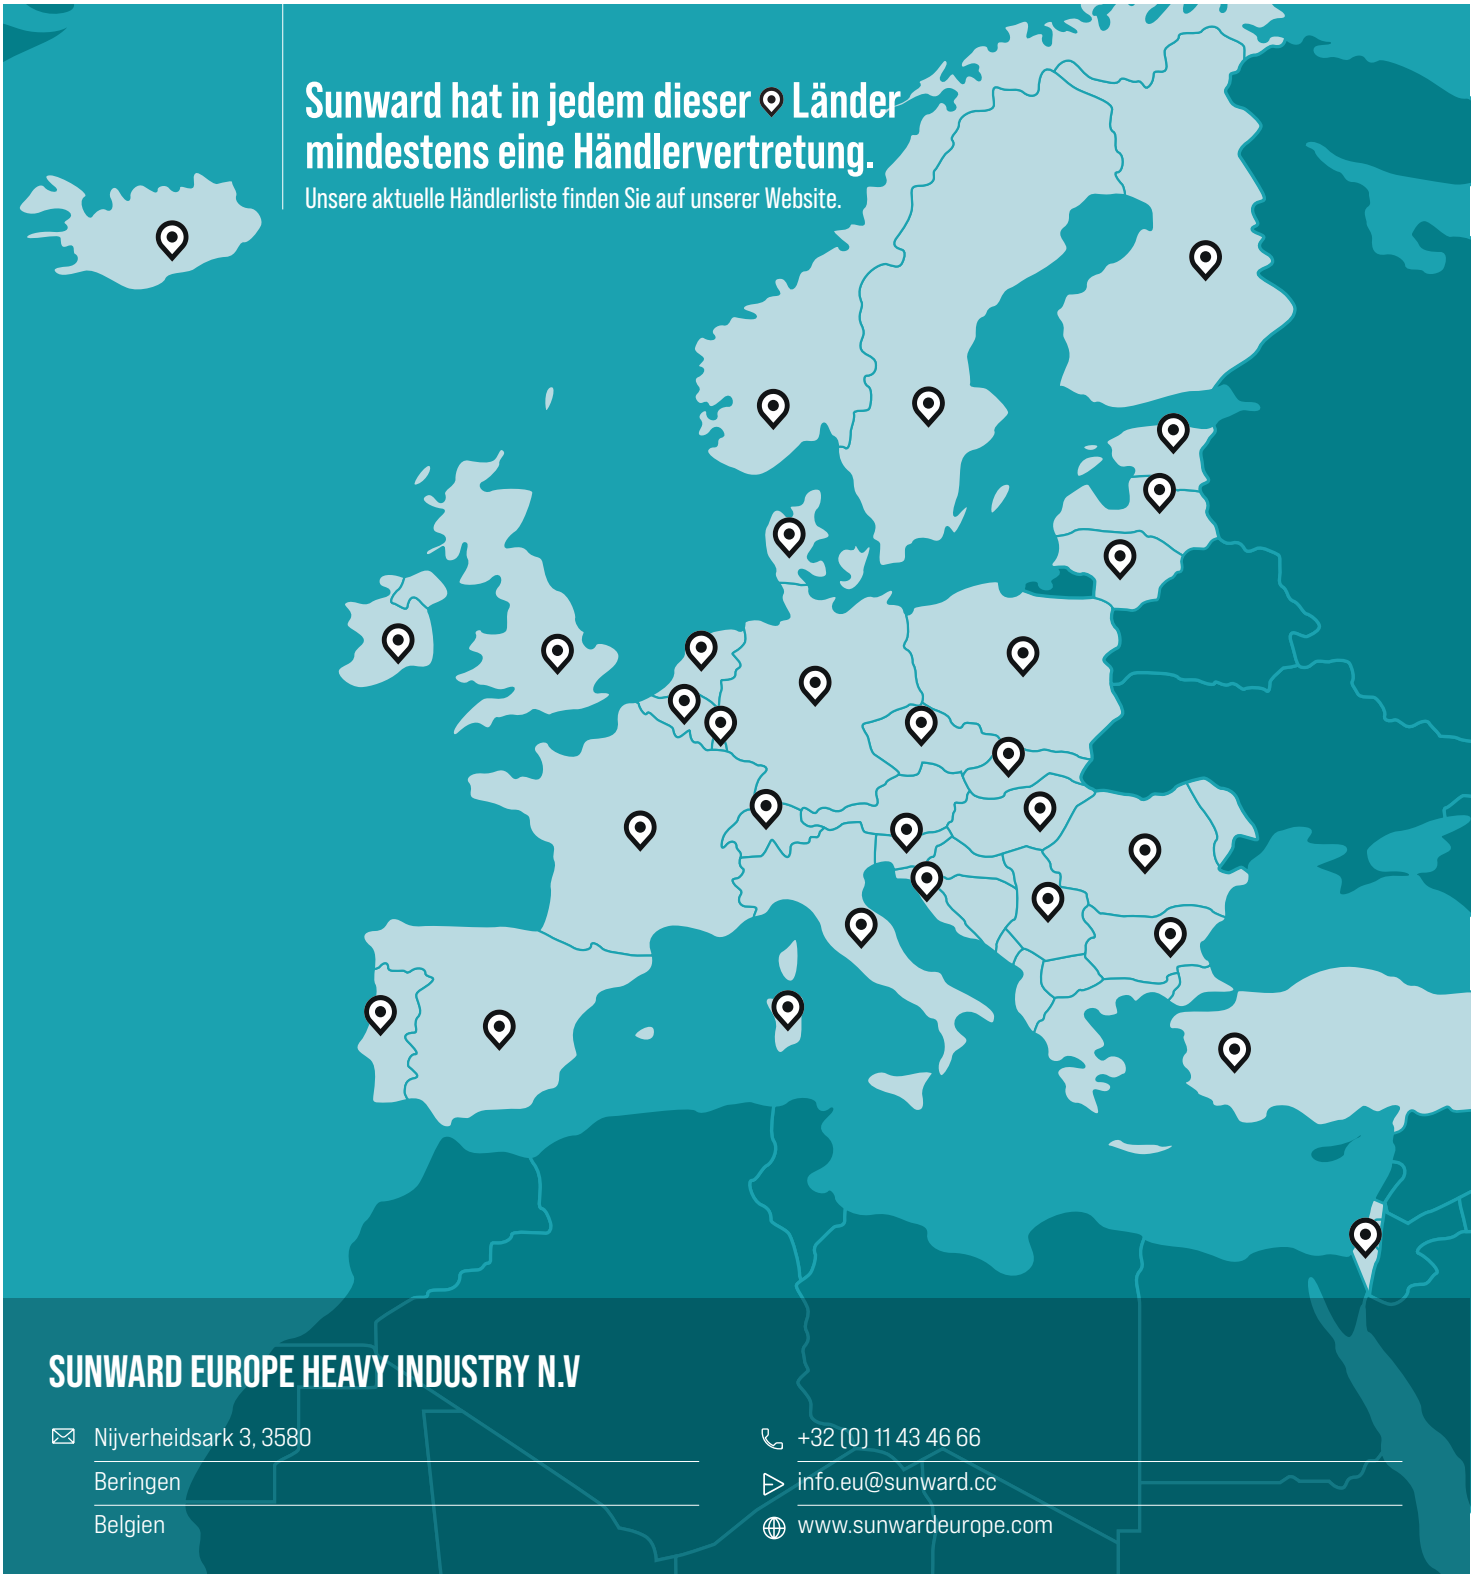 Sunward hat in jedem dieser Länder
mindestens eine Händlervertretung.
Unsere aktuelle Händlerliste finden Sie auf unserer Website.
SUNWARD EUROPE HEAVY INDUSTRY N.V
Nijverheidsark 3, 3580
Beringen
Belgien
+32 (0) 11 43 46 66
info.eu@sunward.cc
www.sunwardeurope.com